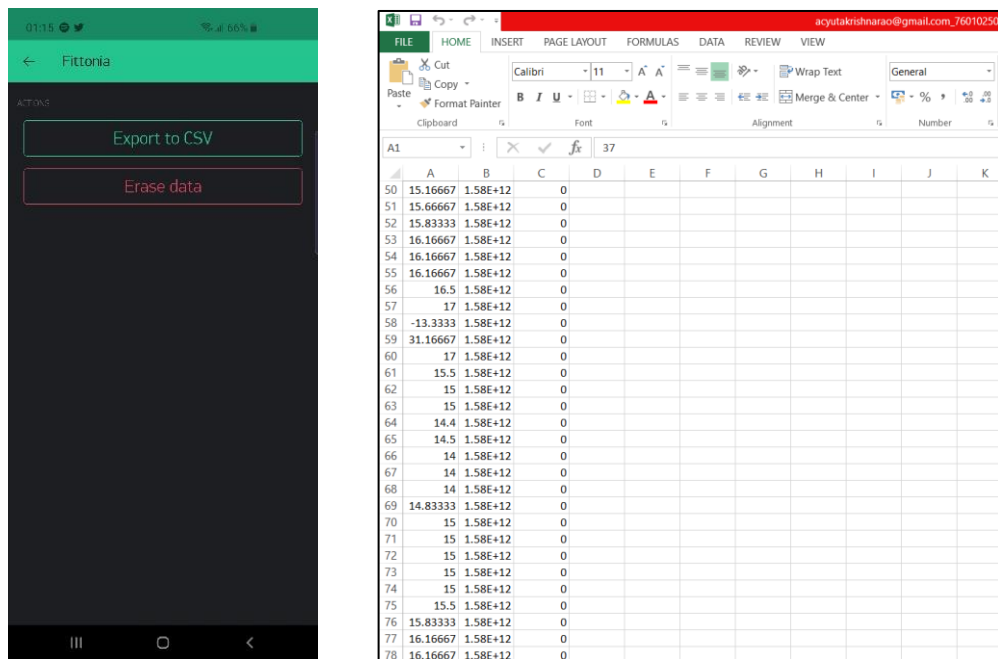 01:15 66%
← Fittonia
ACTIONS
Export to CSV
Erase data
acyutakrishnarao@gmail.com_76010250
FILE HOME INSERT PAGE LAYOUT FORMULAS DATA REVIEW VIEW
Paste
Cut
Copy
Format Painter
Calibri 11
B I U
Wrap Text
Merge & Center
General
% ,
Clipboard Font Alignment Number
A1 fx 37
A B C D E F G H I J K
50 15.16667 1.58E+12 0
51 15.66667 1.58E+12 0
52 15.83333 1.58E+12 0
53 16.16667 1.58E+12 0
54 16.16667 1.58E+12 0
55 16.16667 1.58E+12 0
56 16.5 1.58E+12 0
57 17 1.58E+12 0
58 -13.3333 1.58E+12 0
59 31.16667 1.58E+12 0
60 17 1.58E+12 0
61 15.5 1.58E+12 0
62 15 1.58E+12 0
63 15 1.58E+12 0
64 14.4 1.58E+12 0
65 14.5 1.58E+12 0
66 14 1.58E+12 0
67 14 1.58E+12 0
68 14 1.58E+12 0
69 14.83333 1.58E+12 0
70 15 1.58E+12 0
71 15 1.58E+12 0
72 15 1.58E+12 0
73 15 1.58E+12 0
74 15 1.58E+12 0
75 15.5 1.58E+12 0
76 15.83333 1.58E+12 0
77 16.16667 1.58E+12 0
78 16.16667 1.58E+12 0